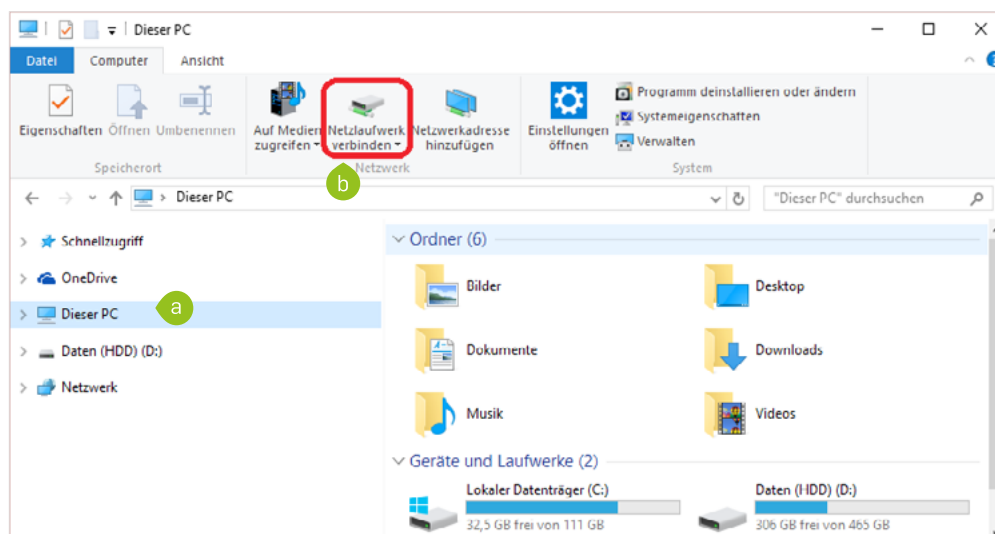 Dieser PC
Datei Computer Ansicht
Eigenschaften Öffnen Umbenennen
Auf Medien zugreifen
Netzlaufwerk verbinden
Netzwerkadresse hinzufügen
Einstellungen öffnen
Programm deinstallieren oder ändern
Systemeigenschaften
Verwalten
Speicherort Netzwerk System
b
Dieser PC "Dieser PC" durchsuchen
Schnellzugriff
OneDrive
Dieser PC a
Daten (HDD) (D:)
Netzwerk
Ordner (6)
Bilder Desktop
Dokumente Downloads
Musik Videos
Geräte und Laufwerke (2)
Lokaler Datenträger (C:) Daten (HDD) (D:)
32,5 GB frei von 111 GB 306 GB frei von 465 GB